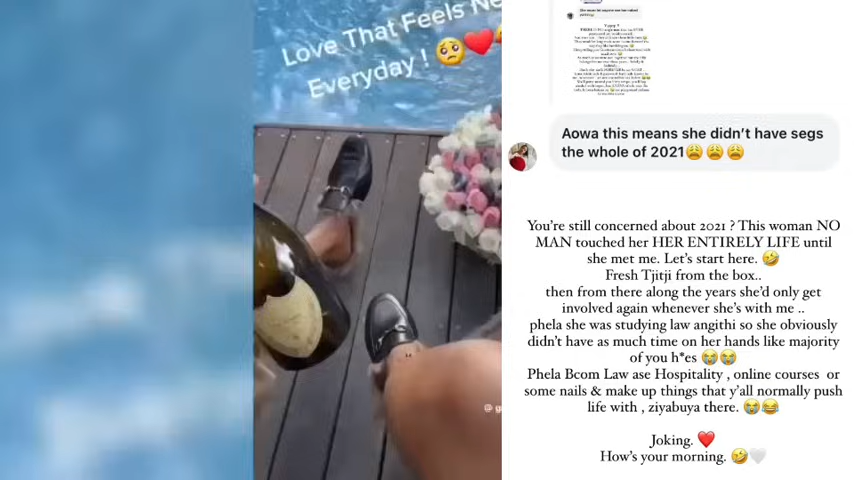 Love That Feels Ne
Everyday ! 🥺❤️
@ g
Aowa this means she didn't have segs
the whole of 2021😩😩😩
You're still concerned about 2021 ? This woman NO
MAN touched her HER ENTIRELY LIFE until
she met me. Let's start here. 🤣
Fresh Tjitji from the box..
then from there along the years she'd only get
involved again whenever she's with me ..
phela she was studying law angithi so she obviously
didn't have as much time on her hands like majority
of you h*es 😭😭
Phela Bcom Law ase Hospitality , online courses or
some nails & make up things that y'all normally push
life with , ziyabuya there. 😭😂
Joking. ❤️
How's your morning. 🤣🤍